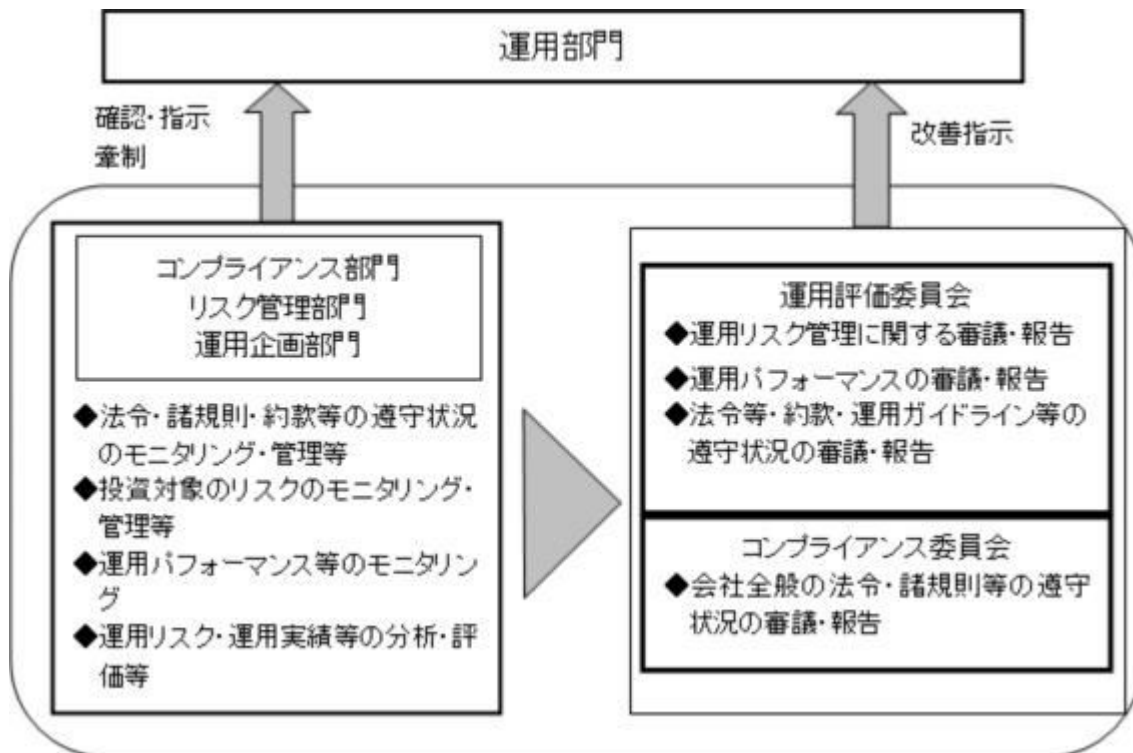 運用部門
確認・指示
牽制
改善指示
コンプライアンス部門
リスク管理部門
運用企画部門
◆法令・諸規則・約款等の遵守状況
のモニタリング・管理等
◆投資対象のリスクのモニタリング・
管理等
◆運用パフォーマンス等のモニタリン
グ
◆運用リスク・運用実績等の分析・評
価等
運用評価委員会
◆運用リスク管理に関する審議・報告
◆運用パフォーマンスの審議・報告
◆法令等・約款・運用ガイドライン等の
遵守状況の審議・報告
コンプライアンス委員会
◆会社全般の法令・諸規則等の遵守
状況の審議・報告